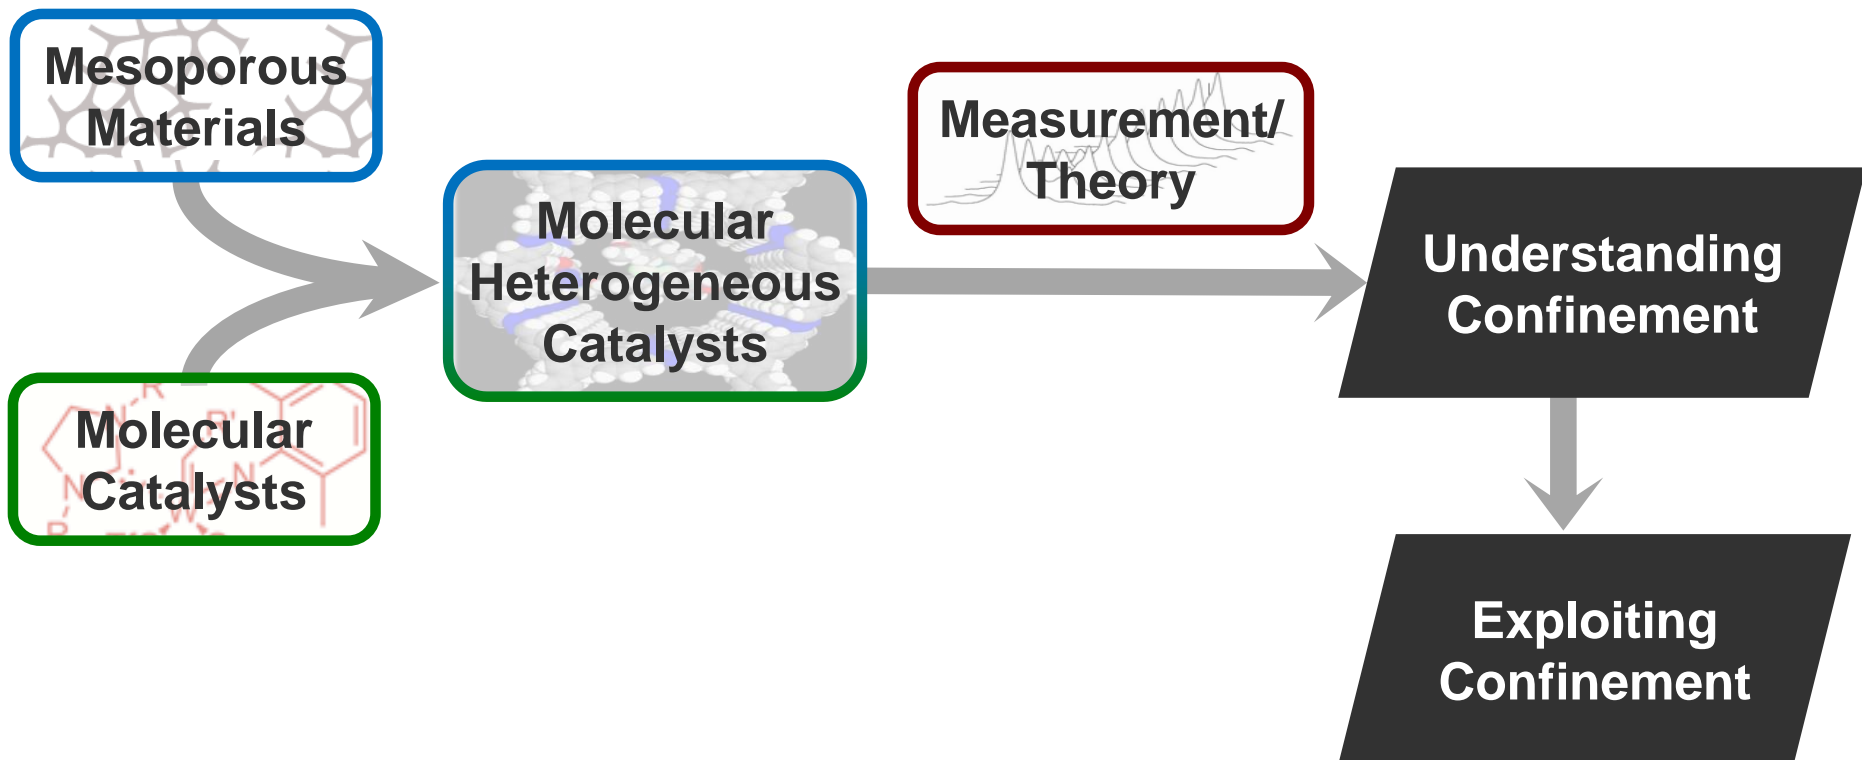 Mesoporous
Materials
Measurement/
Theory
Molecular
Heterogeneous
Catalysts
Understanding
Confinement
Molecular
Catalysts
R
N
R'
N
N
R
W
Exploiting
Confinement